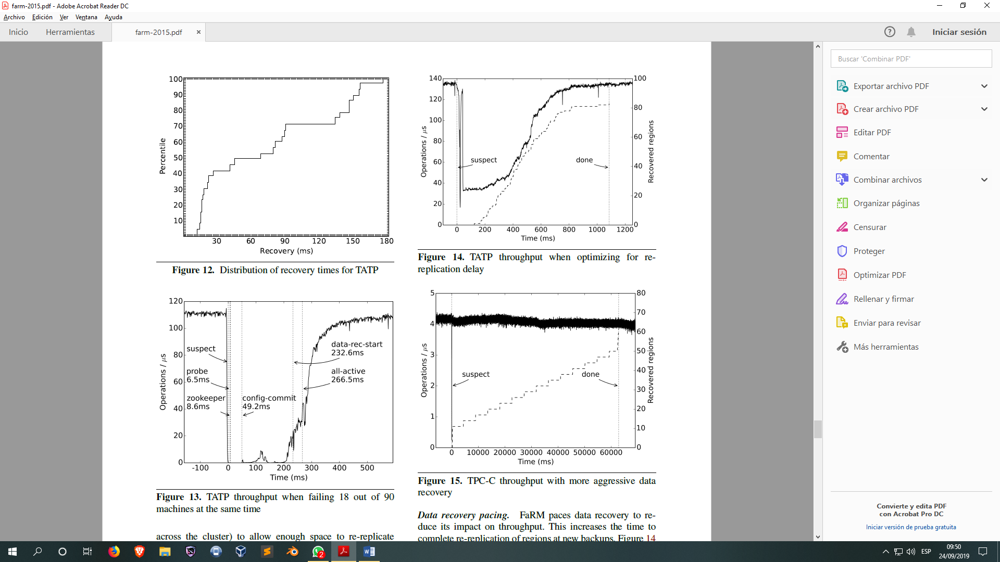 farm-2015.pdf - Adobe Acrobat Reader DC
Archivo Edición Ver Ventana Ayuda
Inicio Herramientas farm-2015.pdf × Iniciar sesión
100
90
80
70
60
50
40
30
20
10
Percentile
30 60 90 120 150 180
Recovery (ms)
Figure 12. Distribution of recovery times for TATP
120
100
80
60
40
20
0
Operations / μs
suspect
probe
6.5ms
zookeeper
8.6ms
config-commit
49.2ms
data-rec-start
232.6ms
all-active
266.5ms
-100 0 100 200 300 400 500
Time (ms)
Figure 13. TATP throughput when failing 18 out of 90
machines at the same time
across the cluster) to allow enough space to re-replicate
140
120
100
80
60
40
20
0
Operations / μs
suspect
done
100
80
60
40
20
0
Recovered regions
0 200 400 600 800 1000 1200
Time (ms)
Figure 14. TATP throughput when optimizing for re-
replication delay
5
4
3
2
1
0
Operations / μs
suspect
done
80
70
60
50
40
30
20
10
0
Recovered regions
0 10000 20000 30000 40000 50000 60000
Time (ms)
Figure 15. TPC-C throughput with more aggressive data
recovery
Data recovery pacing. FaRM paces data recovery to re-
duce its impact on throughput. This increases the time to
complete re-replication of regions at new backups. Figure 14
Buscar 'Combinar PDF'
Exportar archivo PDF
Crear archivo PDF
Editar PDF
Comentar
Combinar archivos
Organizar páginas
Censurar
Proteger
Optimizar PDF
Rellenar y firmar
Enviar para revisar
Más herramientas
Convierte y edita PDF
con Acrobat Pro DC
Iniciar versión de prueba gratuita
2
ESP
09:50
24/09/2019